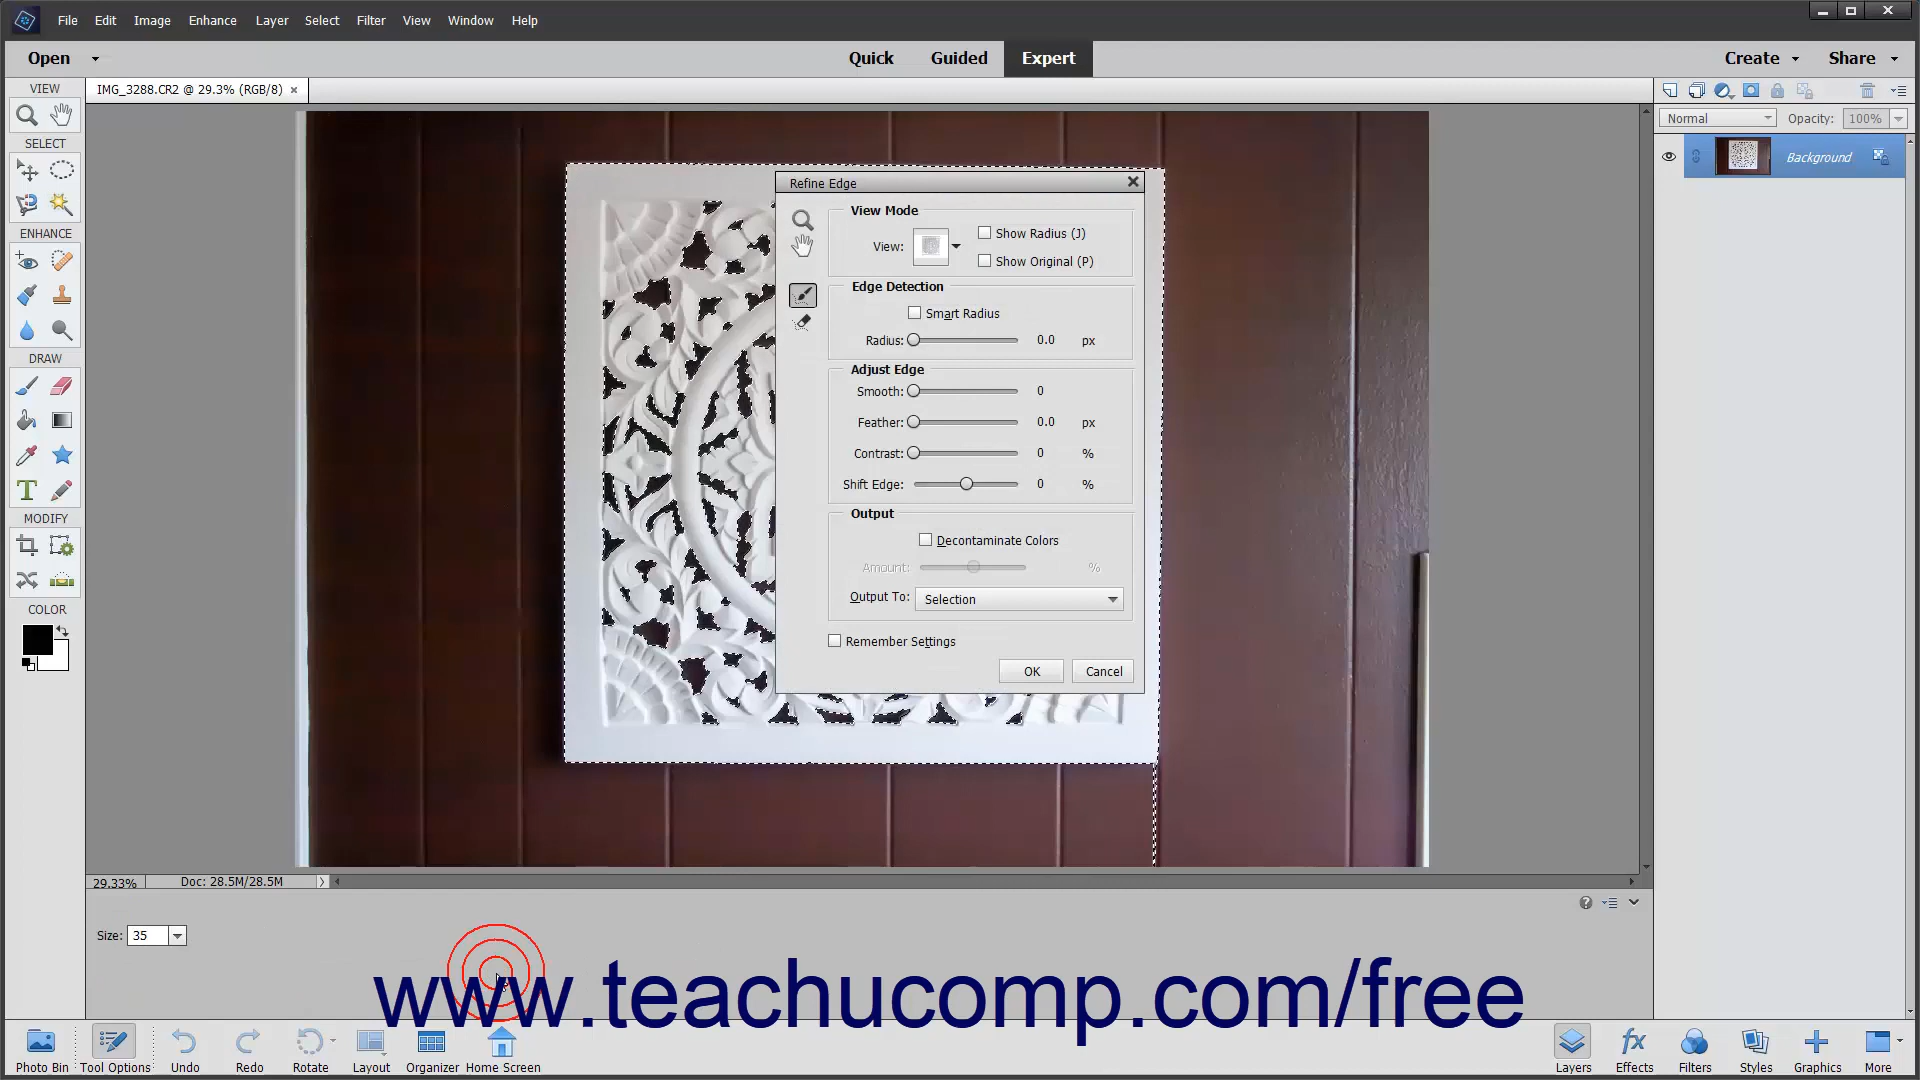 File Edit Image Enhance Layer Select Filter View Window Help
Open Quick Guided Expert Create Share
VIEW
IMG_3288.CR2 @ 29.3% (RGB/8) ×
SELECT
ENHANCE
DRAW
MODIFY
COLOR
Normal Opacity: 100%
Background
Refine Edge
View Mode
View:
Show Radius (J)
Show Original (P)
Edge Detection
Smart Radius
Radius: 0.0 px
Adjust Edge
Smooth: 0
Feather: 0.0 px
Contrast: 0 %
Shift Edge: 0 %
Output
Decontaminate Colors
Amount: %
Output To: Selection
Remember Settings
OK Cancel
29.33% Doc: 28.5M/28.5M
Size: 35
www.teachucomp.com/free
Photo Bin Tool Options Undo Redo Rotate Layout Organizer Home Screen Layers Effects Filters Styles Graphics More